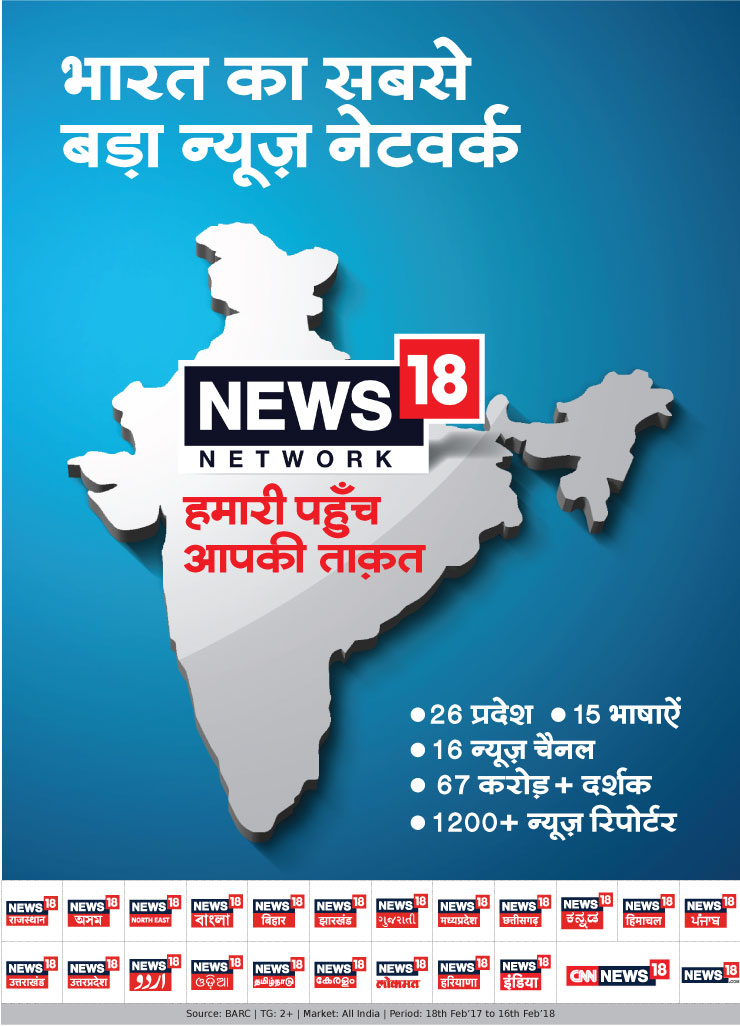 भारत का सबसे
बड़ा न्यूज़ नेटवर्क
NEWS 18
NETWORK
हमारी पहुँच
आपकी ताक़त
•26 प्रदेश •15 भाषाऐं
•16 न्यूज़ चैनल
• 67 करोड़ + दर्शक
•1200+ न्यूज़ रिपोर्टर
NEWS 18 राजस्थान
NEWS 18 অসম
NEWS 18 NORTH EAST
NEWS 18 বাংলা
NEWS 18 बिहार
NEWS 18 झारखंड
NEWS 18 ગુજરાતી
NEWS 18 मध्यप्रदेश
NEWS 18 छत्तीसगढ़
NEWS 18 ಕನ್ನಡ
NEWS 18 हिमाचल
NEWS 18 ਪੰਜਾਬ
NEWS 18 उत्तराखंड
NEWS 18 उत्तरप्रदेश
NEWS 18 اردو
NEWS 18 ଓଡ଼ିଆ
NEWS 18 தமிழ்நாடு
NEWS 18 കേരളം
NEWS 18 लोकमत
NEWS 18 हरियाणा
NEWS 18 इंडिया
CNN NEWS 18
NEWS 18 .COM
Source: BARC | TG: 2+ | Market: All India | Period: 18th Feb'17 to 16th Feb'18